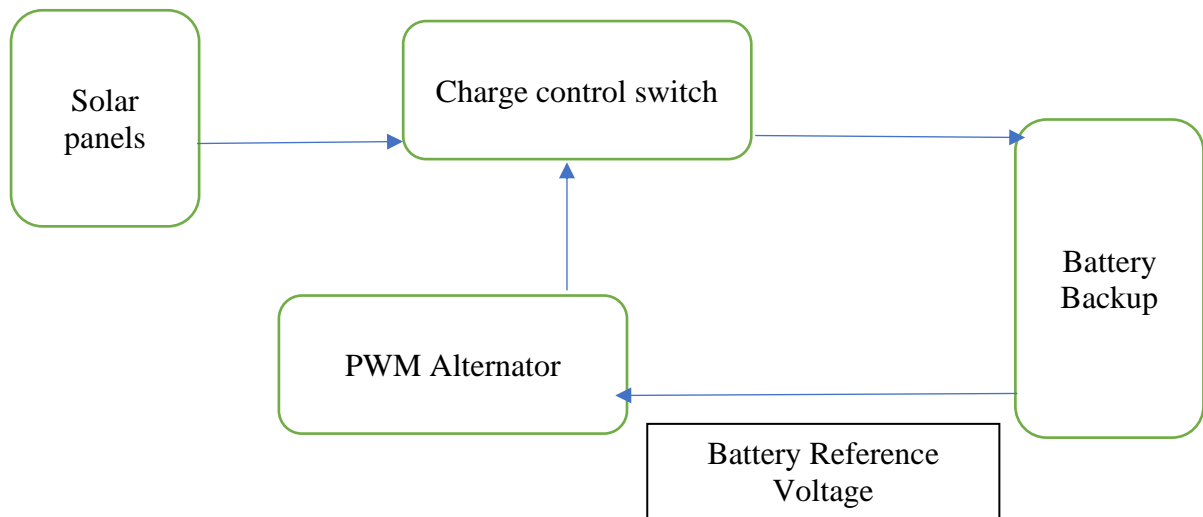 Solar
panels
Charge control switch
Battery
Backup
PWM Alternator
Battery Reference
Voltage